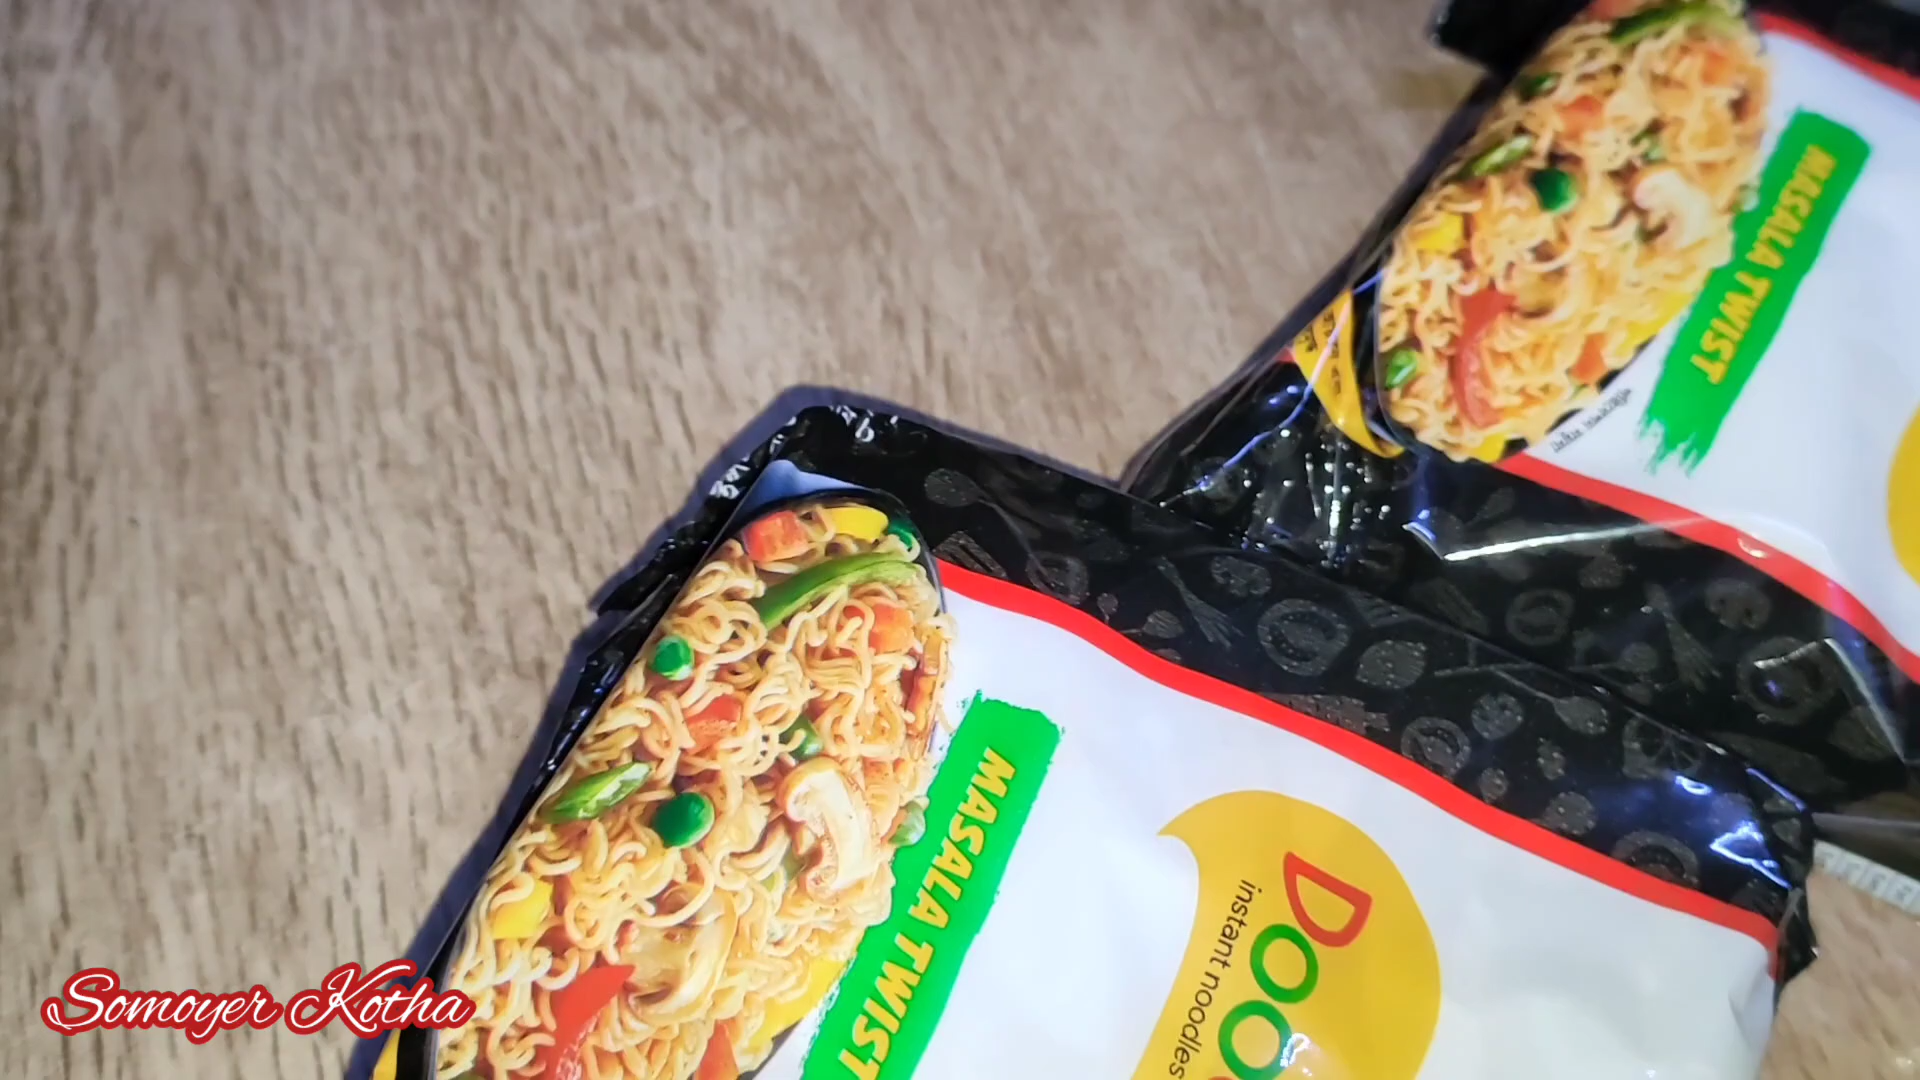 MASALA TWIST
MASALA TWIST
Doo
instant noodles
Somoyer Kotha